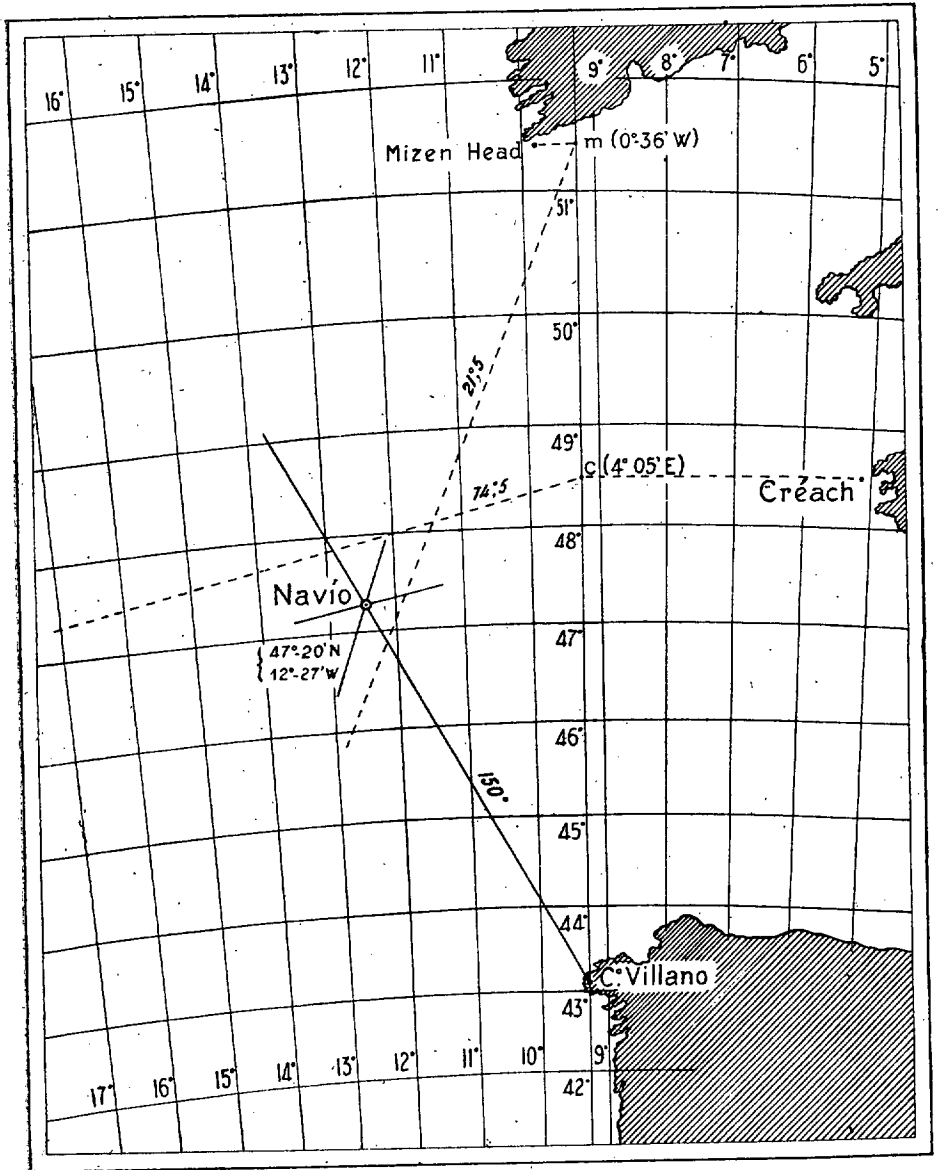 16° 15° 14° 13° 12° 11° 9° 8° 7° 6° 5°
Mizen Head m (0°-36' W)
51°
50°
21°,5
49°
c (4° 05' E)
74°,5
Créach
48°
Navío
47°
47°-20' N
12°-27' W
46°
150°
45°
44°
C° Villano
43°
17° 16° 15° 14° 13° 12° 11° 10° 9°
42°